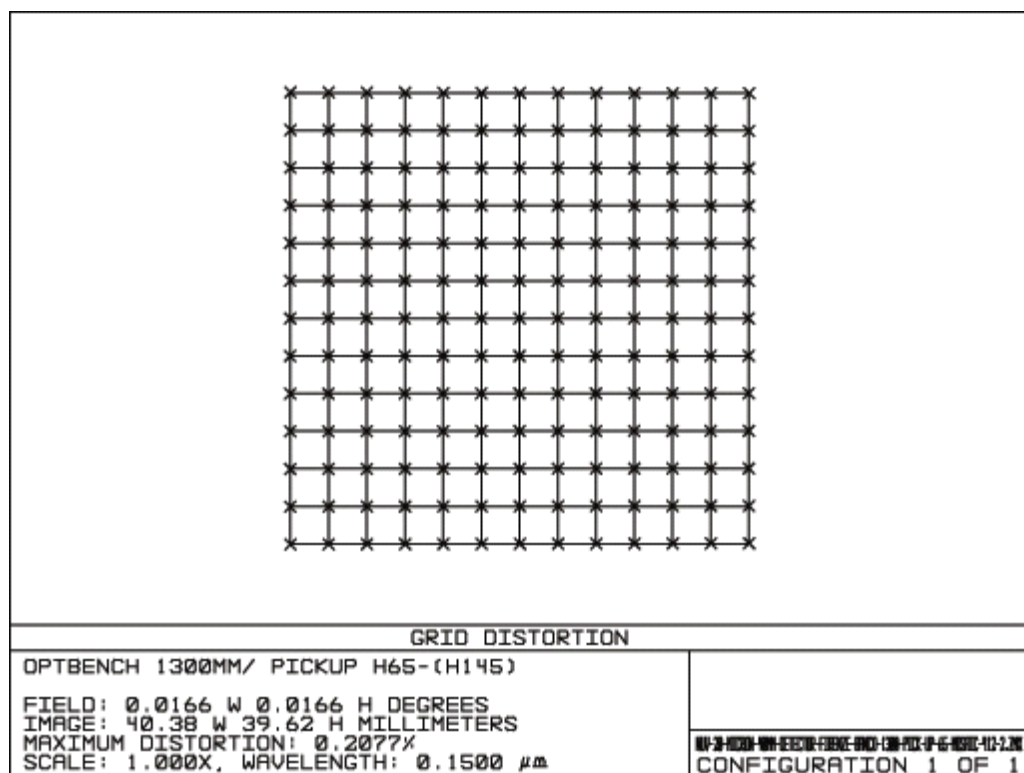 GRID DISTORTION
OPTBENCH 1300MM/ PICKUP H65-(H145)
FIELD: 0.0166 W 0.0166 H DEGREES
IMAGE: 40.38 W 39.62 H MILLIMETERS
MAXIMUM DISTORTION: 0.2077%
SCALE: 1.000X, WAVELENGTH: 0.1500 µm
CONFIGURATION 1 OF 1